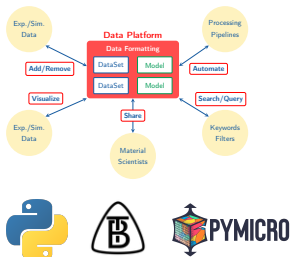 Exp./Sim.
Data
Data Platform
Processing
Pipelines
Data Formatting
DataSet
Model
DataSet
Model
Add/Remove
Automate
Visualize
Search/Query
Share
Exp./Sim.
Data
Material
Scientists
Keywords
Filters
TB
PYMICRO